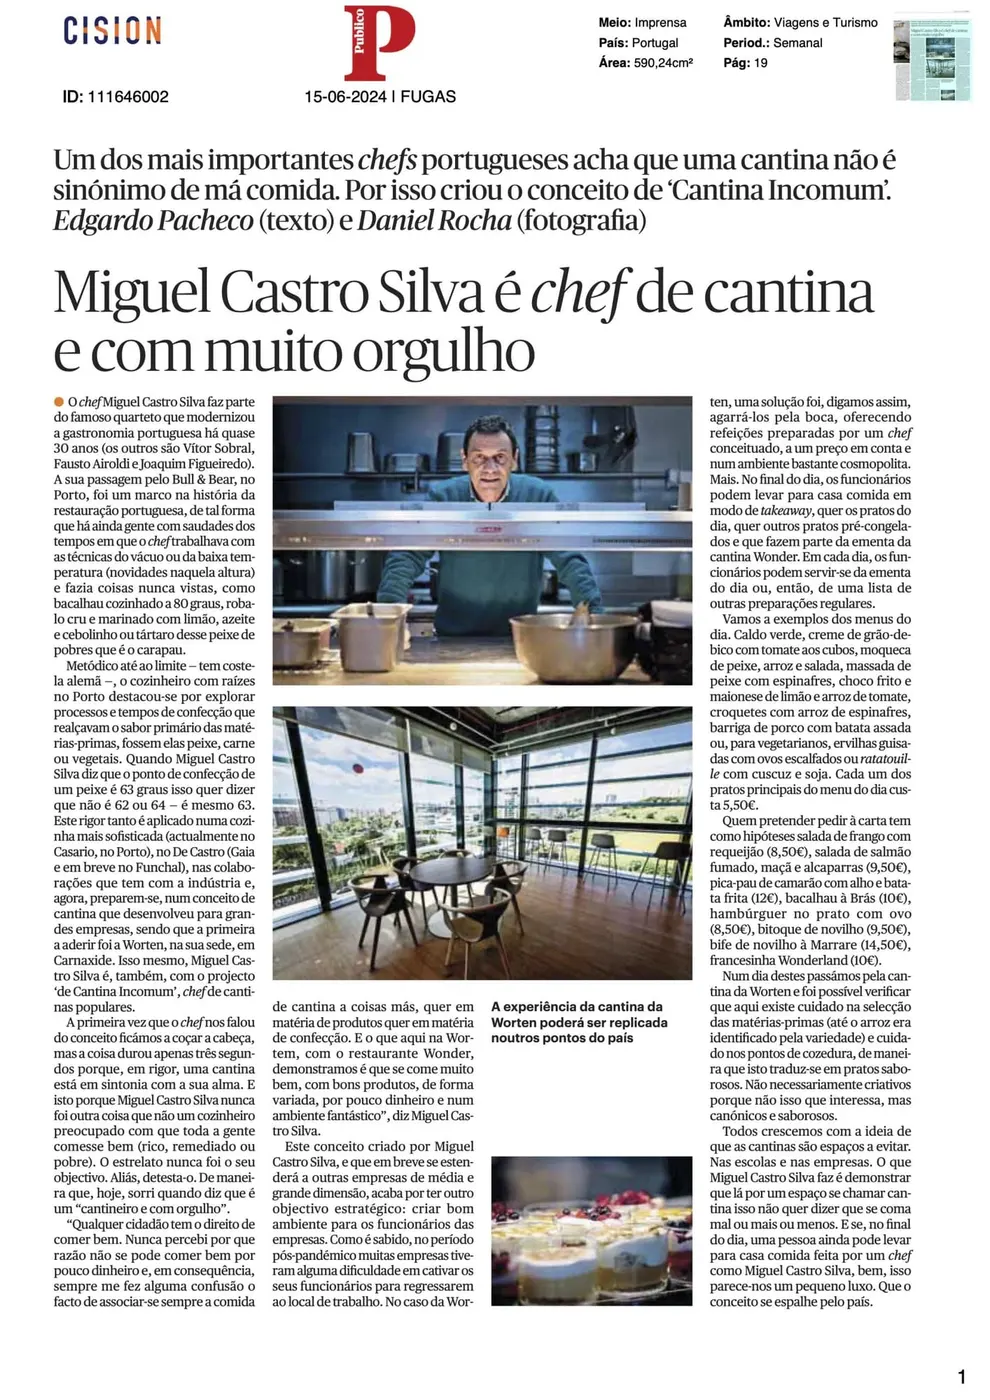 CISION
Público
P
Meio: Imprensa
País: Portugal
Área: 590,24cm²
Âmbito: Viagens e Turismo
Period.: Semanal
Pág: 19
ID: 111646002
15-06-2024 | FUGAS
Um dos mais importantes chefs portugueses acha que uma cantina não é
sinónimo de má comida. Por isso criou o conceito de ‘Cantina Incomum’.
Edgardo Pacheco (texto) e Daniel Rocha (fotografia)
Miguel Castro Silva é chef de cantina
e com muito orgulho
O chef Miguel Castro Silva faz parte
do famoso quarteto que modernizou
a gastronomia portuguesa há quase
30 anos (os outros são Vítor Sobral,
Fausto Airoldi e Joaquim Figueiredo).
A sua passagem pelo Bull & Bear, no
Porto, foi um marco na história da
restauração portuguesa, de tal forma
que há ainda gente com saudades dos
tempos em que o chef trabalhava com
as técnicas do vácuo ou da baixa tem-
peratura (novidades naquela altura)
e fazia coisas nunca vistas, como
bacalhau cozinhado a 80 graus, roba-
lo cru e marinado com limão, azeite
e cebolinho ou tártaro desse peixe de
pobres que é o carapau.
Metódico até ao limite — tem coste-
la alemã —, o cozinheiro com raízes
no Porto destacou-se por explorar
processos e tempos de confecção que
realçavam o sabor primário das maté-
rias-primas, fossem elas peixe, carne
ou vegetais. Quando Miguel Castro
Silva diz que o ponto de confecção de
um peixe é 63 graus isso quer dizer
que não é 62 ou 64 — é mesmo 63.
Este rigor tanto é aplicado numa cozi-
nha mais sofisticada (actualmente no
Casario, no Porto), no De Castro (Gaia
e em breve no Funchal), nas colabo-
rações que tem com a indústria e,
agora, preparem-se, num conceito de
cantina que desenvolveu para gran-
des empresas, sendo que a primeira
a aderir foi a Worten, na sua sede, em
Carnaxide. Isso mesmo, Miguel Cas-
tro Silva é, também, com o projecto
‘de Cantina Incomum’, chef de canti-
nas populares.
A primeira vez que o chef nos falou
do conceito ficámos a coçar a cabeça,
mas a coisa durou apenas três segun-
dos porque, em rigor, uma cantina
está em sintonia com a sua alma. E
isto porque Miguel Castro Silva nunca
foi outra coisa que não um cozinheiro
preocupado com que toda a gente
comesse bem (rico, remediado ou
pobre). O estrelato nunca foi o seu
objectivo. Aliás, detesta-o. De manei-
ra que, hoje, sorri quando diz que é
um “cantineiro e com orgulho”.
“Qualquer cidadão tem o direito de
comer bem. Nunca percebi por que
razão não se pode comer bem por
pouco dinheiro e, em consequência,
sempre me fez alguma confusão o
facto de associar-se sempre a comida
de cantina a coisas más, quer em
matéria de produtos quer em matéria
de confecção. E o que aqui na Wor-
tem, com o restaurante Wonder,
demonstramos é que se come muito
bem, com bons produtos, de forma
variada, por pouco dinheiro e num
ambiente fantástico”, diz Miguel Cas-
tro Silva.
Este conceito criado por Miguel
Castro Silva, e que em breve se esten-
derá a outras empresas de média e
grande dimensão, acaba por ter outro
objectivo estratégico: criar bom
ambiente para os funcionários das
empresas. Como é sabido, no período
pós-pandémico muitas empresas tive-
ram alguma dificuldade em cativar os
seus funcionários para regressarem
ao local de trabalho. No caso da Wor-
A experiência da cantina da
Worten poderá ser replicada
noutros pontos do país
ten, uma solução foi, digamos assim,
agarrá-los pela boca, oferecendo
refeições preparadas por um chef
conceituado, a um preço em conta e
num ambiente bastante cosmopolita.
Mais. No final do dia, os funcionários
podem levar para casa comida em
modo de takeaway, quer os pratos do
dia, quer outros pratos pré-congela-
dos e que fazem parte da ementa da
cantina Wonder. Em cada dia, os fun-
cionários podem servir-se da ementa
do dia ou, então, de uma lista de
outras preparações regulares.
Vamos a exemplos dos menus do
dia. Caldo verde, creme de grão-de-
bico com tomate aos cubos, moqueca
de peixe, arroz e salada, massada de
peixe com espinafres, choco frito e
maionese de limão e arroz de tomate,
croquetes com arroz de espinafres,
barriga de porco com batata assada
ou, para vegetarianos, ervilhas guisa-
das com ovos escalfados ou ratatouil-
le com cuscuz e soja. Cada um dos
pratos principais do menu do dia cus-
ta 5,50€.
Quem pretender pedir à carta tem
como hipóteses salada de frango com
requeijão (8,50€), salada de salmão
fumado, maçã e alcaparras (9,50€),
pica-pau de camarão com alho e bata-
ta frita (12€), bacalhau à Brás (10€),
hambúrguer no prato com ovo
(8,50€), bitoque de novilho (9,50€),
bife de novilho à Marrare (14,50€),
francesinha Wonderland (10€).
Num dia destes passámos pela can-
tina da Worten e foi possível verificar
que aqui existe cuidado na selecção
das matérias-primas (até o arroz era
identificado pela variedade) e cuida-
do nos pontos de cozedura, de manei-
ra que isto traduz-se em pratos sabo-
rosos. Não necessariamente criativos
porque não isso que interessa, mas
canónicos e saborosos.
Todos crescemos com a ideia de
que as cantinas são espaços a evitar.
Nas escolas e nas empresas. O que
Miguel Castro Silva faz é demonstrar
que lá por um espaço se chamar can-
tina isso não quer dizer que se coma
mal ou mais ou menos. E se, no final
do dia, uma pessoa ainda pode levar
para casa comida feita por um chef
como Miguel Castro Silva, bem, isso
parece-nos um pequeno luxo. Que o
conceito se espalhe pelo país.
1